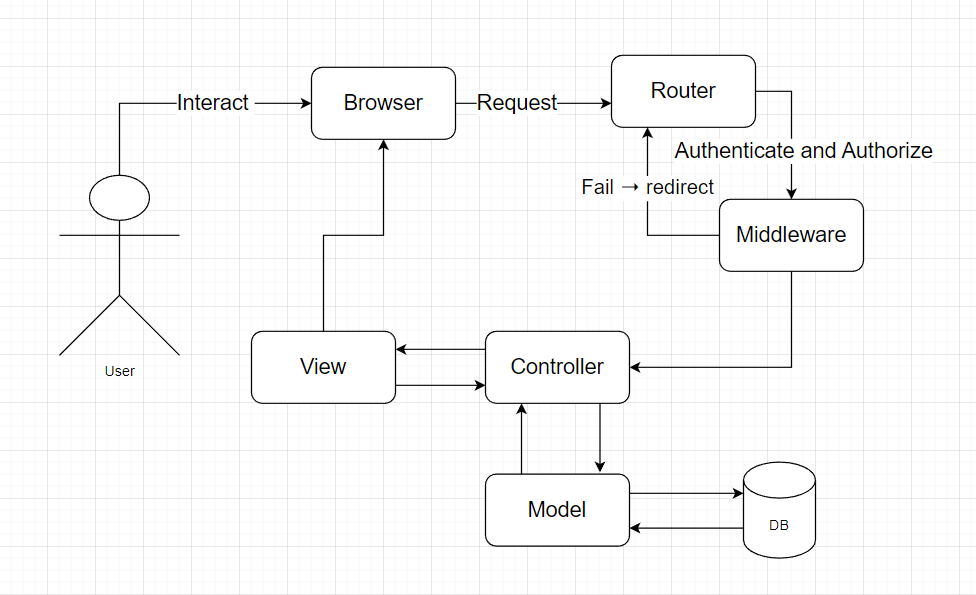 Interact
Browser
Request
Router
Authenticate and Authorize
Fail → redirect
Middleware
User
View
Controller
Model
DB